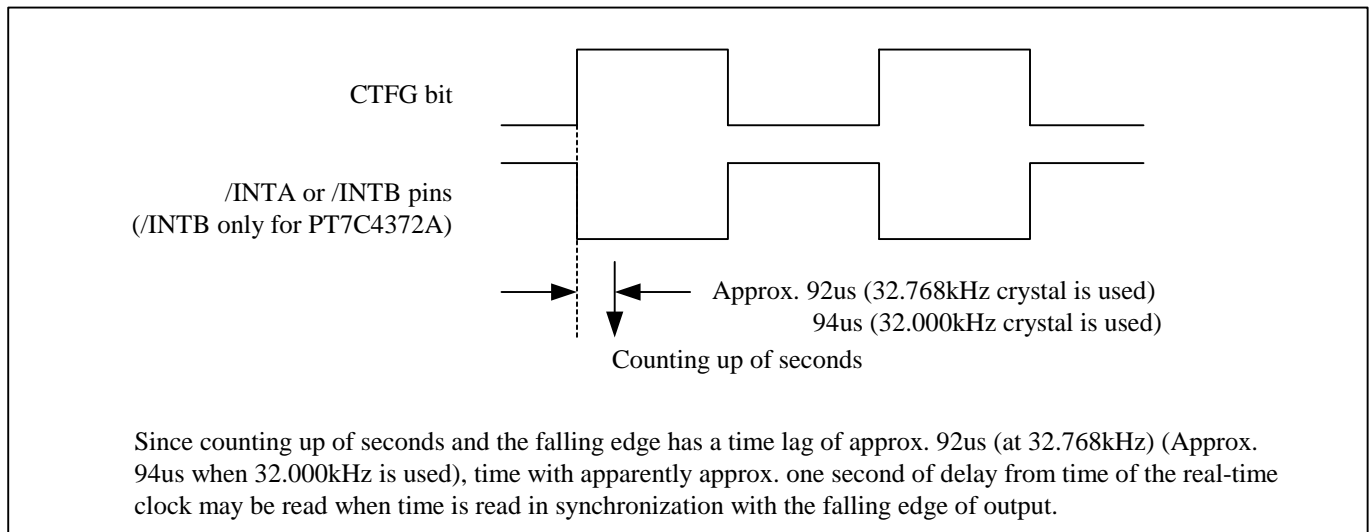 CTFG bit
/INTA or /INTB pins
(/INTB only for PT7C4372A)
Approx. 92us (32.768kHz crystal is used)
94us (32.000kHz crystal is used)
Counting up of seconds
Since counting up of seconds and the falling edge has a time lag of approx. 92us (at 32.768kHz) (Approx.
94us when 32.000kHz is used), time with apparently approx. one second of delay from time of the real-time
clock may be read when time is read in synchronization with the falling edge of output.